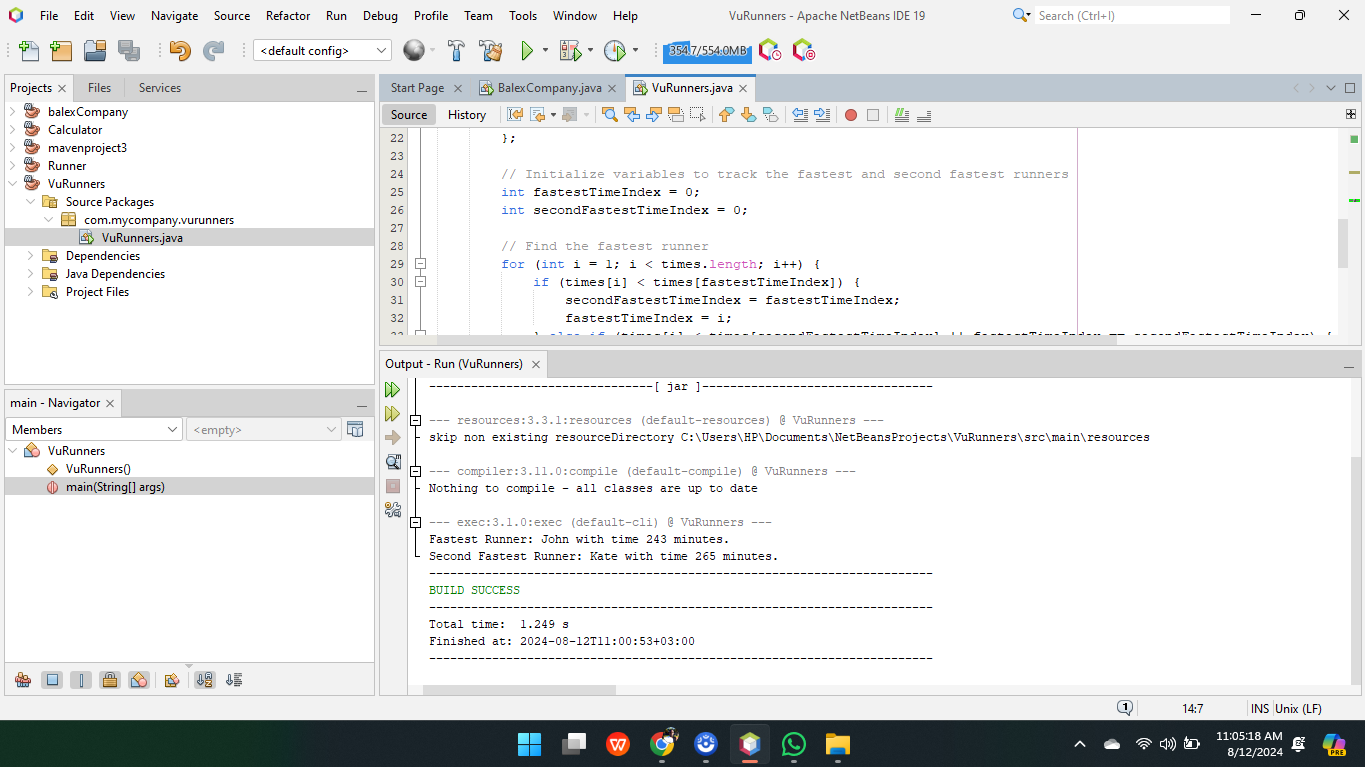 File Edit View Navigate Source Refactor Run Debug Profile Team Tools Window Help VuRunners - Apache NetBeans IDE 19 Search (Ctrl+I)
<default config> 354.7/554.0MB
Projects Files Services
balexCompany
Calculator
mavenproject3
Runner
VuRunners
Source Packages
com.mycompany.vurunners
VuRunners.java
Dependencies
Java Dependencies
Project Files
main - Navigator
Members <empty>
VuRunners
VuRunners()
main(String[] args)
Start Page BalexCompany.java VuRunners.java
Source History
22 };
23
24 // Initialize variables to track the fastest and second fastest runners
25 int fastestTimeIndex = 0;
26 int secondFastestTimeIndex = 0;
27
28 // Find the fastest runner
29 for (int i = 1; i < times.length; i++) {
30 if (times[i] < times[fastestTimeIndex]) {
31 secondFastestTimeIndex = fastestTimeIndex;
32 fastestTimeIndex = i;
Output - Run (VuRunners)
--------------------------------[ jar ]---------------------------------
--- resources:3.3.1:resources (default-resources) @ VuRunners ---
skip non existing resourceDirectory C:\Users\HP\Documents\NetBeansProjects\VuRunners\src\main\resources
--- compiler:3.11.0:compile (default-compile) @ VuRunners ---
Nothing to compile - all classes are up to date
--- exec:3.1.0:exec (default-cli) @ VuRunners ---
Fastest Runner: John with time 243 minutes.
Second Fastest Runner: Kate with time 265 minutes.
------------------------------------------------------------------------
BUILD SUCCESS
------------------------------------------------------------------------
Total time:  1.249 s
Finished at: 2024-08-12T11:00:53+03:00
------------------------------------------------------------------------
1 14:7 INS Unix (LF)
11:05:18 AM
8/12/2024
PRE